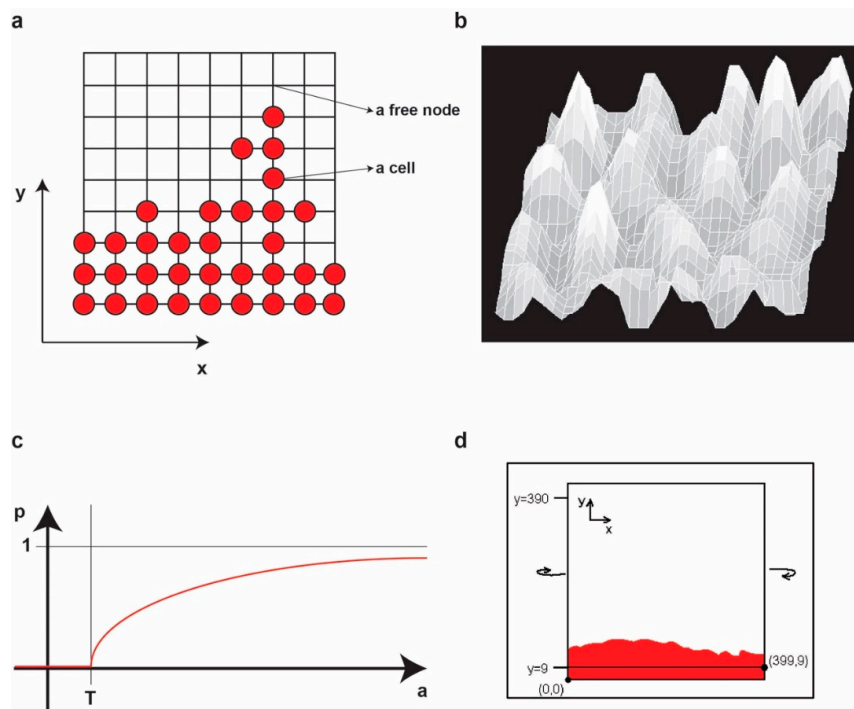 a
b
a free node
a cell
y
x
c
d
p
1
T
a
y=390
y
x
y=9
(399,9)
(0,0)